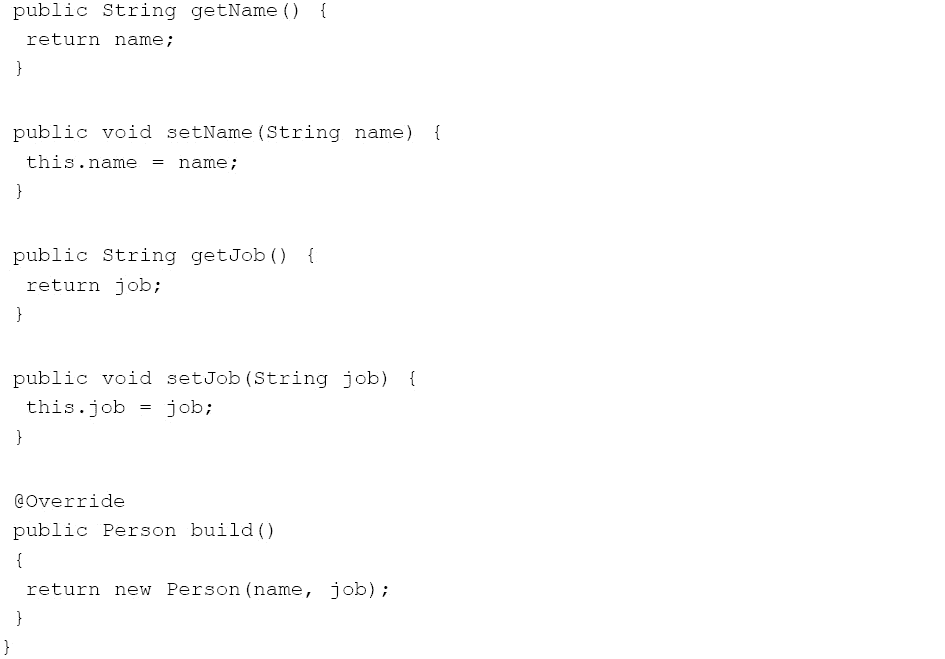 public String getName() {
return name;
}
public void setName(String name) {
this.name = name;
}
public String getJob() {
return job;
}
public void setJob(String job) {
this.job = job;
}
@Override
public Person build()
{
return new Person(name, job);
}
}